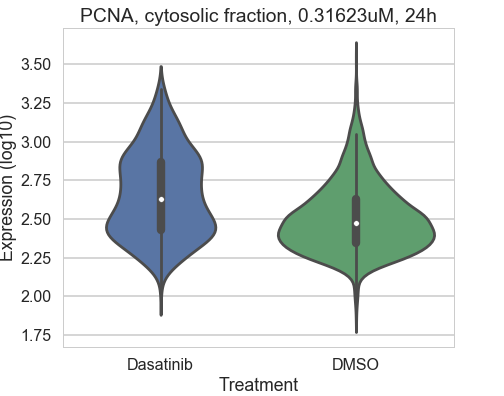 PCNA, cytosolic fraction, 0.31623uM, 24h
Expression (log10)
3.50
3.25
3.00
2.75
2.50
2.25
2.00
1.75
Dasatinib DMSO
Treatment